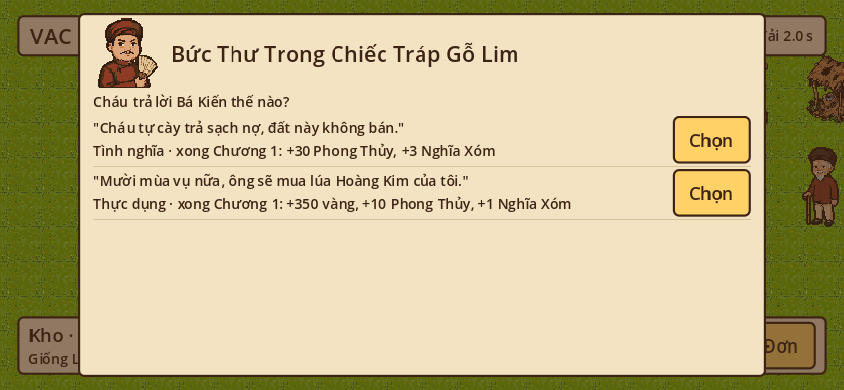 VAC
Tải 2.0 s
Bức Thư Trong Chiếc Tráp Gỗ Lim
Cháu trả lời Bá Kiến thế nào?
"Cháu tự cày trả sạch nợ, đất này không bán."
Tình nghĩa · xong Chương 1: +30 Phong Thủy, +3 Nghĩa Xóm
Chọn
"Mười mùa vụ nữa, ông sẽ mua lúa Hoàng Kim của tôi."
Thực dụng · xong Chương 1: +350 vàng, +10 Phong Thủy, +1 Nghĩa Xóm
Chọn
Kho ·
Giống
Đơn